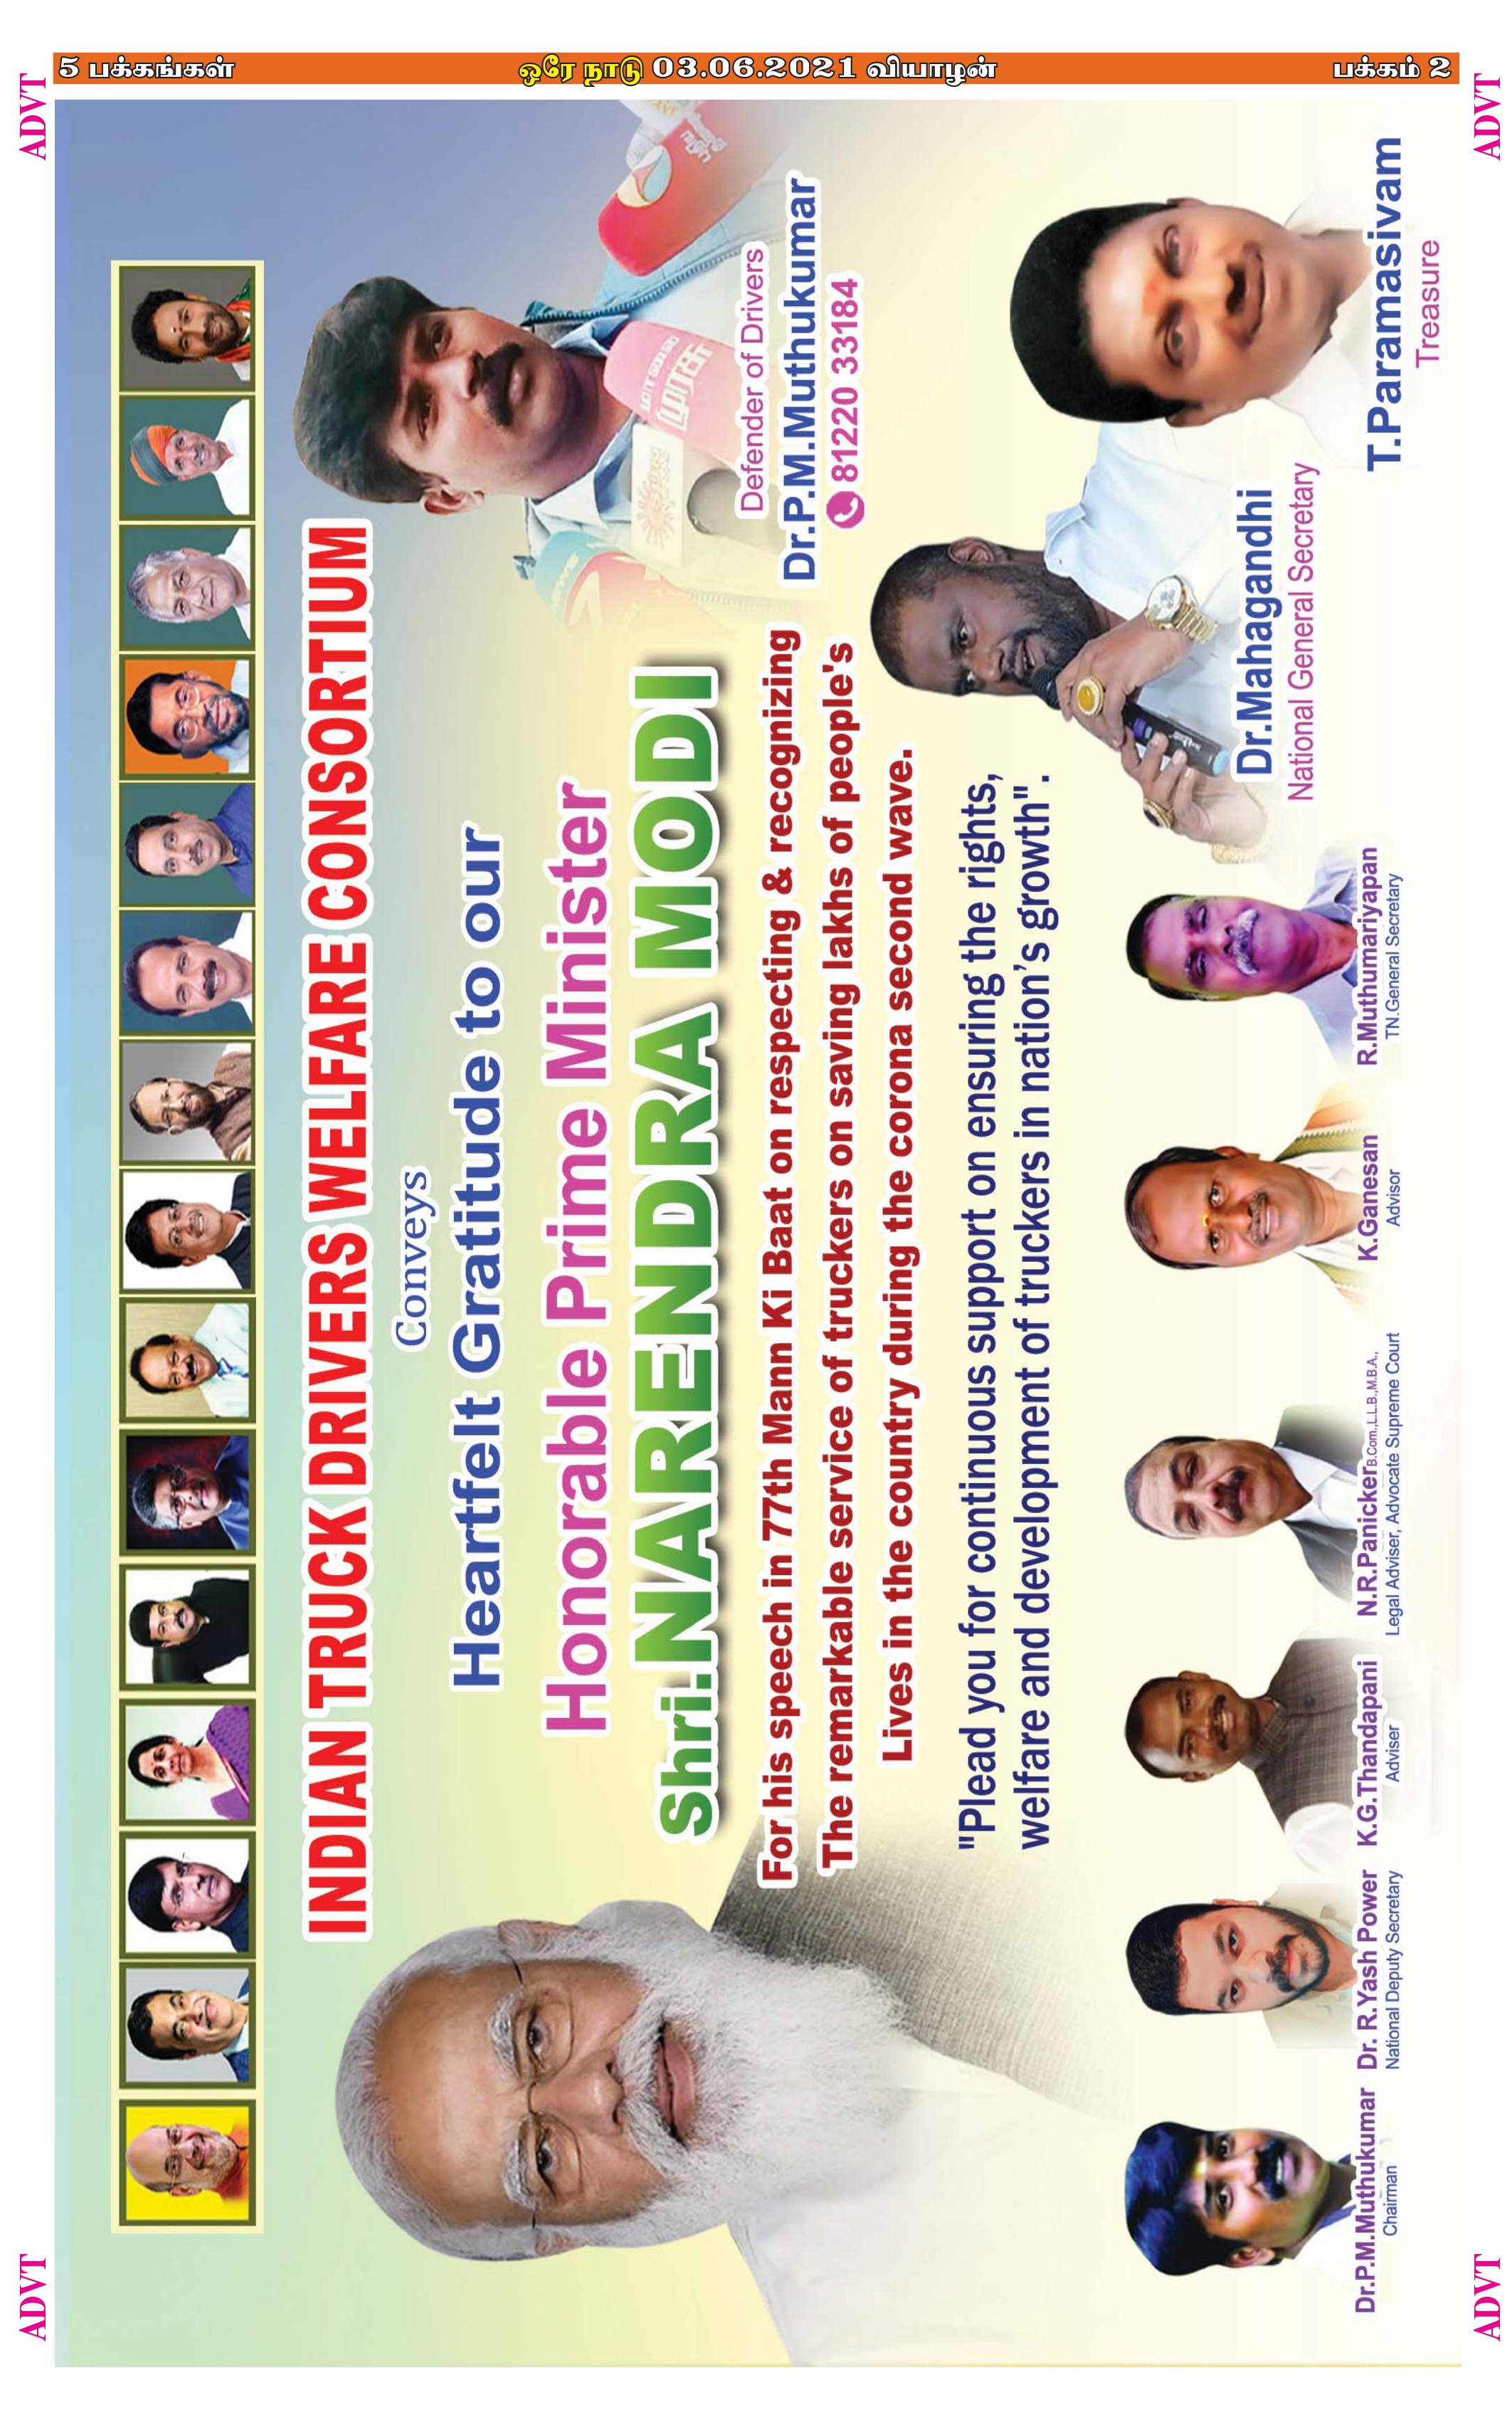 5 பக்கங்கள்
ஒரே நாடு 03.06.2021 வியாழன்
பக்கம் 2
ADVT
ADVT
INDIAN TRUCK DRIVERS WELFARE CONSORTIUM
Conveys
Heartfelt Gratitude to our
Honorable Prime Minister
Shri.NARENDRA MODI
For his speech in 77th Mann Ki Baat on respecting & recognizing
The remarkable service of truckers on saving lakhs of people's
Lives in the country during the corona second wave.
"Plead you for continuous support on ensuring the rights,
welfare and development of truckers in nation's growth".
Defender of Drivers
Dr.P.M.Muthukumar
81220 33184
Dr.Mahagandhi
National General Secretary
T.Paramasivam
Treasure
Dr.P.M.Muthukumar
Chairman
Dr. R.Yash Power
National Deputy Secretary
K.G.Thandapani
Adviser
N.R.Panicker B.Com.,L.L.B.,M.B.A.,
Legal Adviser, Advocate Supreme Court
K.Ganesan
Advisor
R.Muthumariyapan
TN.General Secretary
ADVT
ADVT